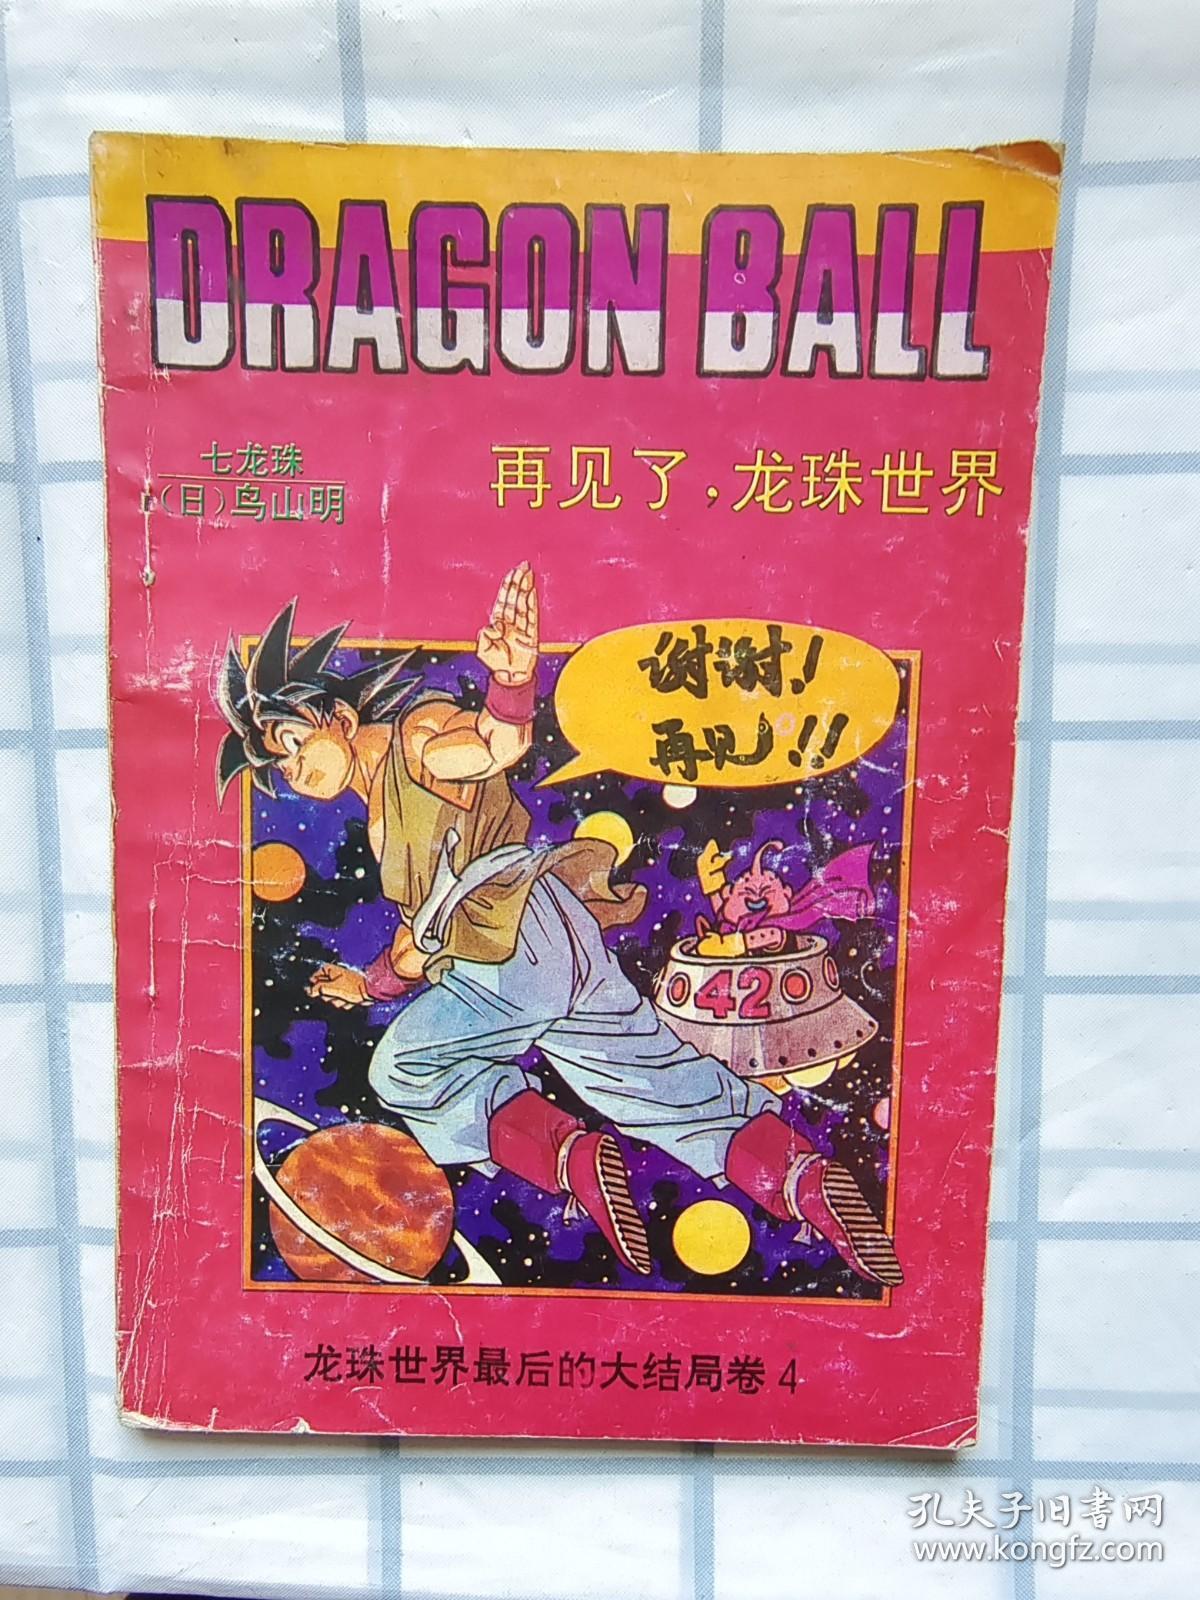 DRAGON BALL
七龙珠
(日)鸟山明
再见了,龙珠世界
谢谢!
再见!!
42
龙珠世界最后的大结局卷 4
孔夫子旧書网
www.kongfz.com